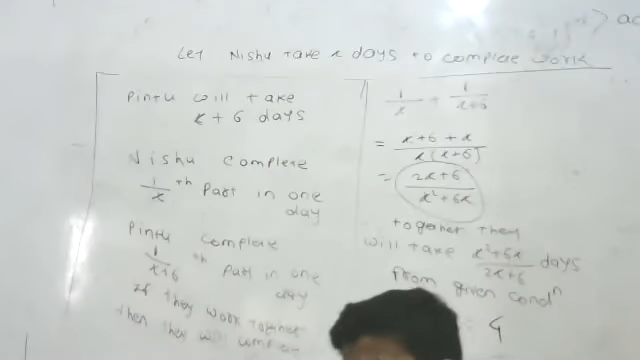 Let Nishu take x days to complete work
Pintu will take
x + 6 days
Nishu complete
1/x th part in one
day
Pintu complete
1/x+6 th part in one
day
If they work together
then they will complete
1/x + 1/x+6
= x+6+x / x(x+6)
= 2x+6 / x²+6x
together they
will take x²+6x / 2x+6 days
From given condⁿ
4